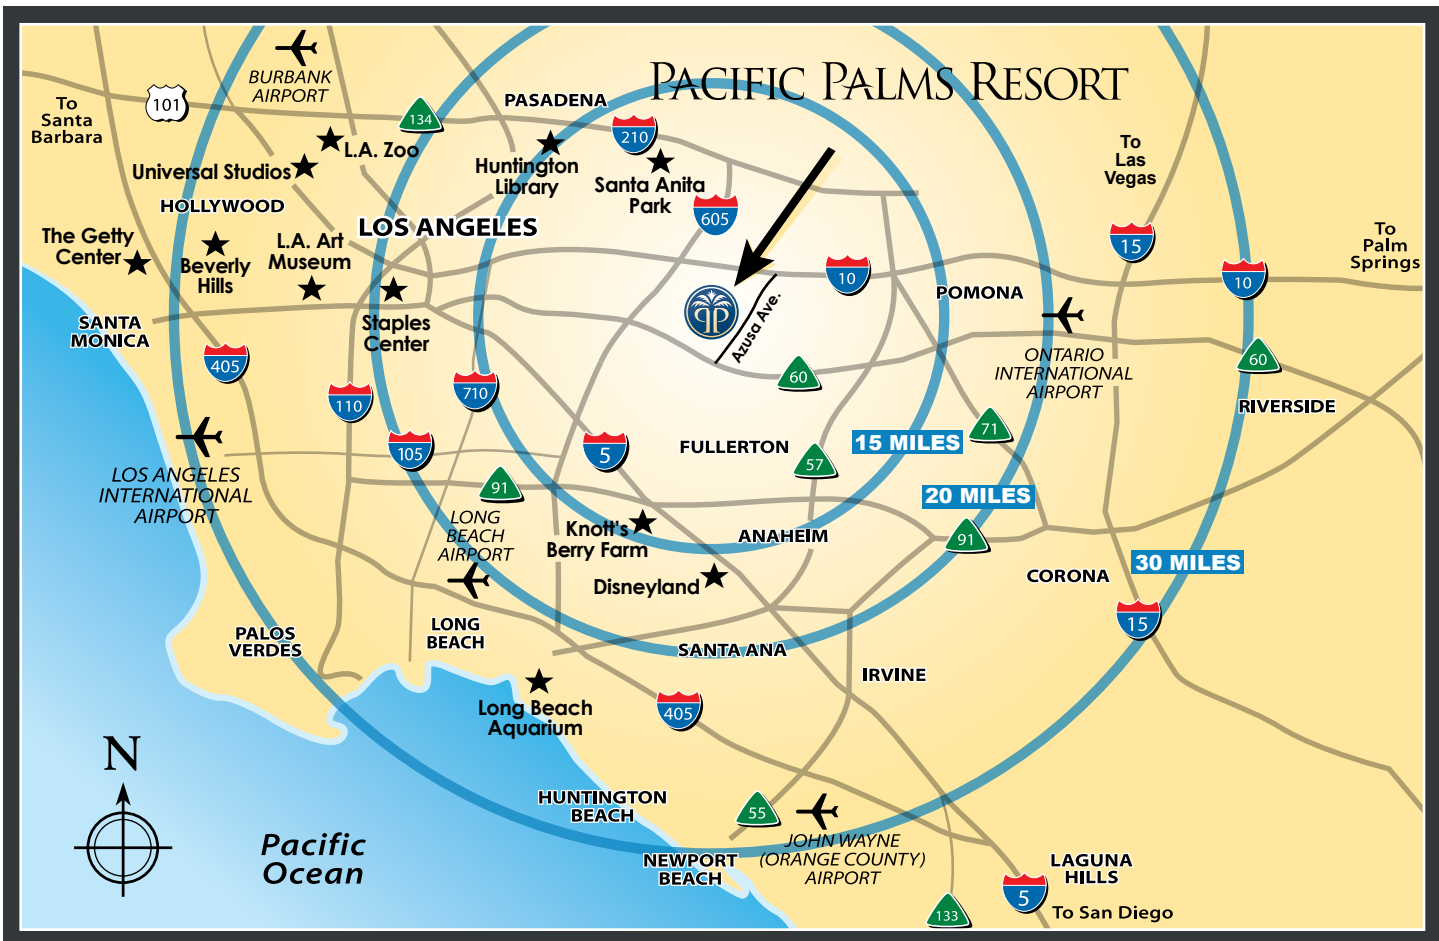 PACIFIC PALMS RESORT
BURBANK
AIRPORT
To
Santa
Barbara
101
134
PASADENA
210
L.A. Zoo
Universal Studios
Huntington
Library
Santa Anita
Park
To
Las
Vegas
HOLLYWOOD
LOS ANGELES
605
15
To
Palm
Springs
The Getty
Center
Beverly
Hills
L.A. Art
Museum
10
10
POMONA
Azusa Ave.
PP
SANTA
MONICA
Staples
Center
405
110
710
60
ONTARIO
INTERNATIONAL
AIRPORT
60
RIVERSIDE
105
5
FULLERTON
57
15 MILES
71
LOS ANGELES
INTERNATIONAL
AIRPORT
91
20 MILES
LONG
BEACH
AIRPORT
Knott's
Berry Farm
ANAHEIM
91
Disneyland
CORONA
30 MILES
15
PALOS
VERDES
LONG
BEACH
SANTA ANA
IRVINE
Long Beach
Aquarium
405
N
HUNTINGTON
BEACH
55
JOHN WAYNE
(ORANGE COUNTY)
AIRPORT
Pacific
Ocean
NEWPORT
BEACH
LAGUNA
HILLS
5
To San Diego
133